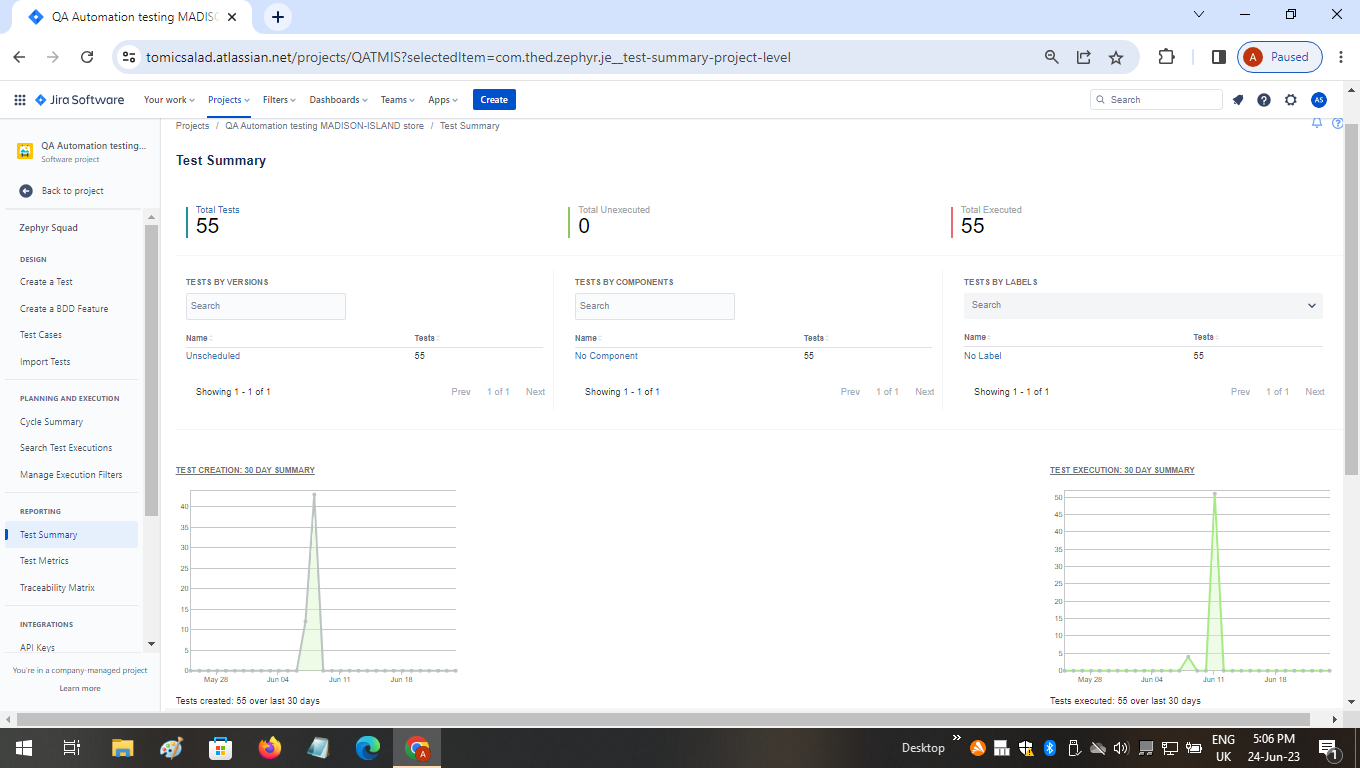 QA Automation testing MADISO
tomicsalad.atlassian.net/projects/QATMIS?selectedItem=com.thed.zephyr.je__test-summary-project-level
A Paused
Jira Software Your work Projects Filters Dashboards Teams Apps Create Search AS
QA Automation testing...
Software project
Back to project
Zephyr Squad
DESIGN
Create a Test
Create a BDD Feature
Test Cases
Import Tests
PLANNING AND EXECUTION
Cycle Summary
Search Test Executions
Manage Execution Filters
REPORTING
Test Summary
Test Metrics
Traceability Matrix
INTEGRATIONS
API Keys
You're in a company-managed project
Learn more
Projects / QA Automation testing MADISON-ISLAND store / Test Summary
Test Summary
Total Tests
55
Total Unexecuted
0
Total Executed
55
TESTS BY VERSIONS
Search
Name Tests
Unscheduled 55
Showing 1 - 1 of 1 Prev 1 of 1 Next
TESTS BY COMPONENTS
Search
Name Tests
No Component 55
Showing 1 - 1 of 1 Prev 1 of 1 Next
TESTS BY LABELS
Search
Name Tests
No Label 55
Showing 1 - 1 of 1 Prev 1 of 1 Next
TEST CREATION: 30 DAY SUMMARY
40
35
30
25
20
15
10
5
0
May 28 Jun 04 Jun 11 Jun 18
Tests created: 55 over last 30 days
TEST EXECUTION: 30 DAY SUMMARY
50
45
40
35
30
25
20
15
10
5
0
May 28 Jun 04 Jun 11 Jun 18
Tests executed: 55 over last 30 days
A
Desktop
ENG
UK
5:06 PM
24-Jun-23
1